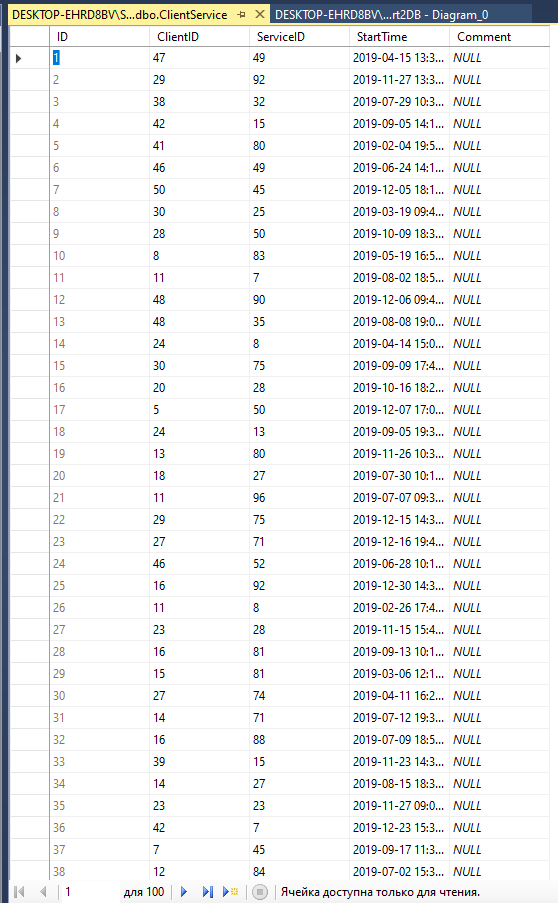 DESKTOP-EHRD8BV\S...dbo.ClientService DESKTOP-EHRD8BV\...rt2DB - Diagram_0
ID ClientID ServiceID StartTime Comment
1 47 49 2019-04-15 13:3... NULL
2 29 92 2019-11-27 13:3... NULL
3 38 32 2019-07-29 10:3... NULL
4 42 15 2019-09-05 14:1... NULL
5 41 80 2019-02-04 19:5... NULL
6 46 49 2019-06-24 14:1... NULL
7 50 45 2019-12-05 18:1... NULL
8 30 25 2019-03-19 09:4... NULL
9 28 50 2019-10-09 18:3... NULL
10 8 83 2019-05-19 16:5... NULL
11 11 7 2019-08-02 18:5... NULL
12 48 90 2019-12-06 09:4... NULL
13 48 35 2019-08-08 19:0... NULL
14 24 8 2019-04-14 15:0... NULL
15 30 75 2019-09-09 17:4... NULL
16 20 28 2019-10-16 18:2... NULL
17 5 50 2019-12-07 17:0... NULL
18 24 13 2019-09-05 19:3... NULL
19 13 80 2019-11-26 10:3... NULL
20 18 27 2019-07-30 10:1... NULL
21 11 96 2019-07-07 09:3... NULL
22 29 75 2019-12-15 14:3... NULL
23 27 71 2019-12-16 19:4... NULL
24 46 52 2019-06-28 10:1... NULL
25 16 92 2019-12-30 14:3... NULL
26 11 8 2019-02-26 17:4... NULL
27 23 28 2019-11-15 15:4... NULL
28 16 81 2019-09-13 10:1... NULL
29 15 81 2019-03-06 12:1... NULL
30 27 74 2019-04-11 16:2... NULL
31 14 71 2019-07-12 19:3... NULL
32 16 88 2019-07-09 18:5... NULL
33 39 15 2019-11-23 14:3... NULL
34 14 27 2019-08-15 18:3... NULL
35 23 23 2019-11-27 09:0... NULL
36 42 7 2019-12-23 15:3... NULL
37 7 45 2019-09-17 11:3... NULL
38 12 84 2019-07-02 15:3... NULL
1 для 100 Ячейка доступна только для чтения.